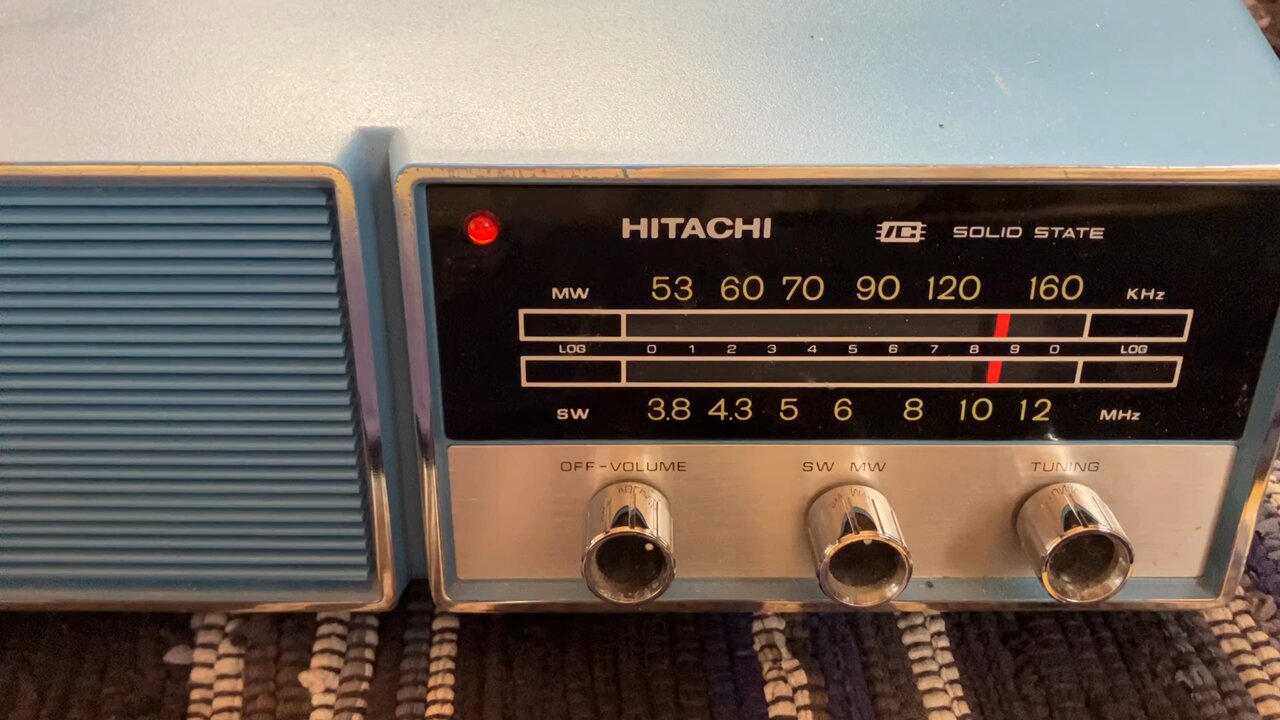 HITACHI IC SOLID STATE
MW 53 60 70 90 120 160 KHz
LOG 0 1 2 3 4 5 6 7 8 9 0 LOG
SW 3.8 4.3 5 6 8 10 12 MHz
OFF-VOLUME SW MW TUNING